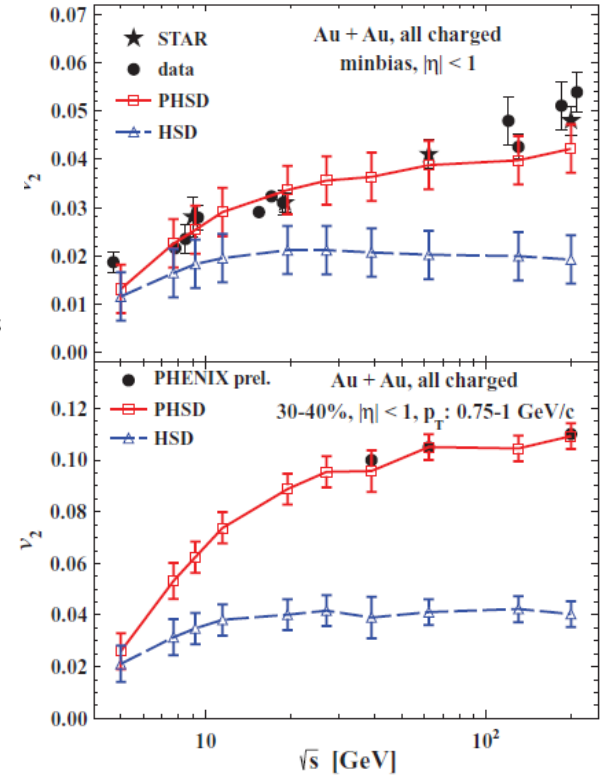 0.07
0.06
0.05
0.04
0.03
0.02
0.01
0.00
v2
STAR
data
PHSD
HSD
Au + Au, all charged
minbias, |η| < 1
0.12
0.10
0.08
0.06
0.04
0.02
0.00
v2
PHENIX prel.
PHSD
HSD
Au + Au, all charged
30-40%, |η| < 1, pT: 0.75-1 GeV/c
10
10²
√s [GeV]